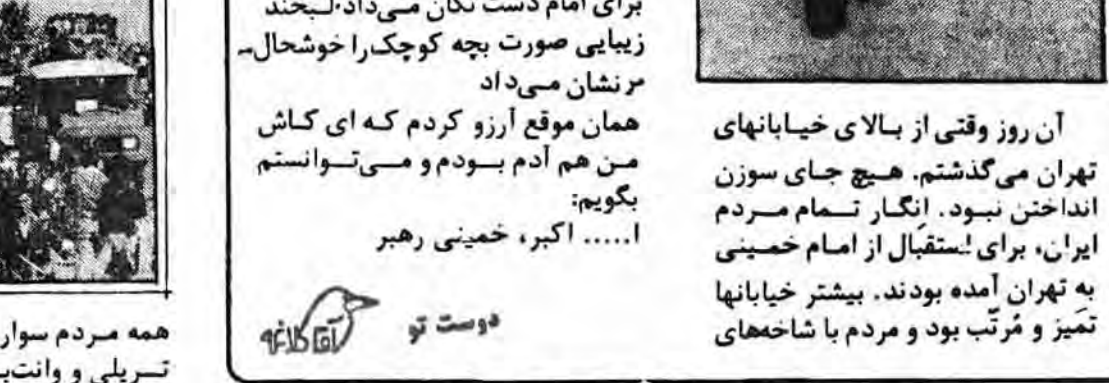 آن روز وقتی از بالای خیابانهای
تهران می‌گذشتم. هیچ جای سوزن
انداختن نبود. انگار تمام مردم
ایران، برای استقبال از امام خمینی
به تهران آمده بودند. بیشتر خیابانها
تمیز و مرتّب بود و مردم با شاخه‌های
برای امام دست تکان می‌داد. لبخند
زیبایی صورت بچه کوچک را خوشحال‌ـ
تر نشان می‌داد
همان موقع آرزو کردم که ای کاش
من هم آدم بودم و می‌توانستم
بگویم:
ا..... اکبر، خمینی رهبر
دوست تو
آقا کلاغه
همه مردم سوار
تریلی و وانت‌بـ